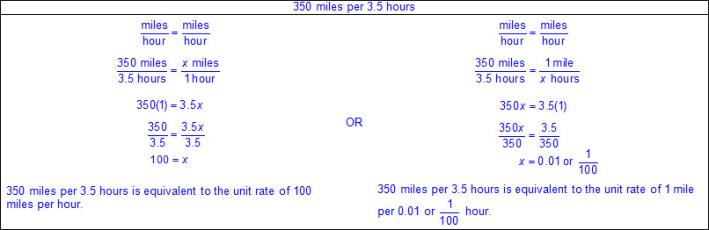 350 miles per 3.5 hours
miles/hour = miles/hour
350 miles/3.5 hours = x miles/1 hour
350(1) = 3.5x
350/3.5 = 3.5x/3.5
100 = x
350 miles per 3.5 hours is equivalent to the unit rate of 100
miles per hour.
OR
miles/hour = miles/hour
350 miles/3.5 hours = 1 mile/x hours
350x = 3.5(1)
350x/350 = 3.5/350
x = 0.01 or 1/100
350 miles per 3.5 hours is equivalent to the unit rate of 1 mile
per 0.01 or 1/100 hour.